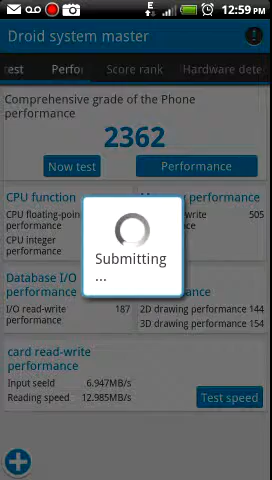 12:59 PM
Droid system master
test Perfo Score rank Hardware dete
Comprehensive grade of the Phone
performance
2362
Now test Performance
CPU function
performance
CPU floating-poin
performance
write 505
CPU integer
performance
Submitting
...
Database I/O
performance
I/O read-write 187
performance
2D drawing performance 144
3D drawing performance 154
card read-write
performance
Input seeld 6.947MB/s
Reading speed 12.985MB/s
Test speed